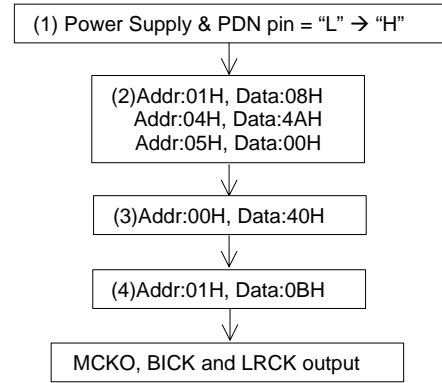 (1) Power Supply & PDN pin = “L” → “H”
(2)Addr:01H, Data:08H
Addr:04H, Data:4AH
Addr:05H, Data:00H
(3)Addr:00H, Data:40H
(4)Addr:01H, Data:0BH
MCKO, BICK and LRCK output